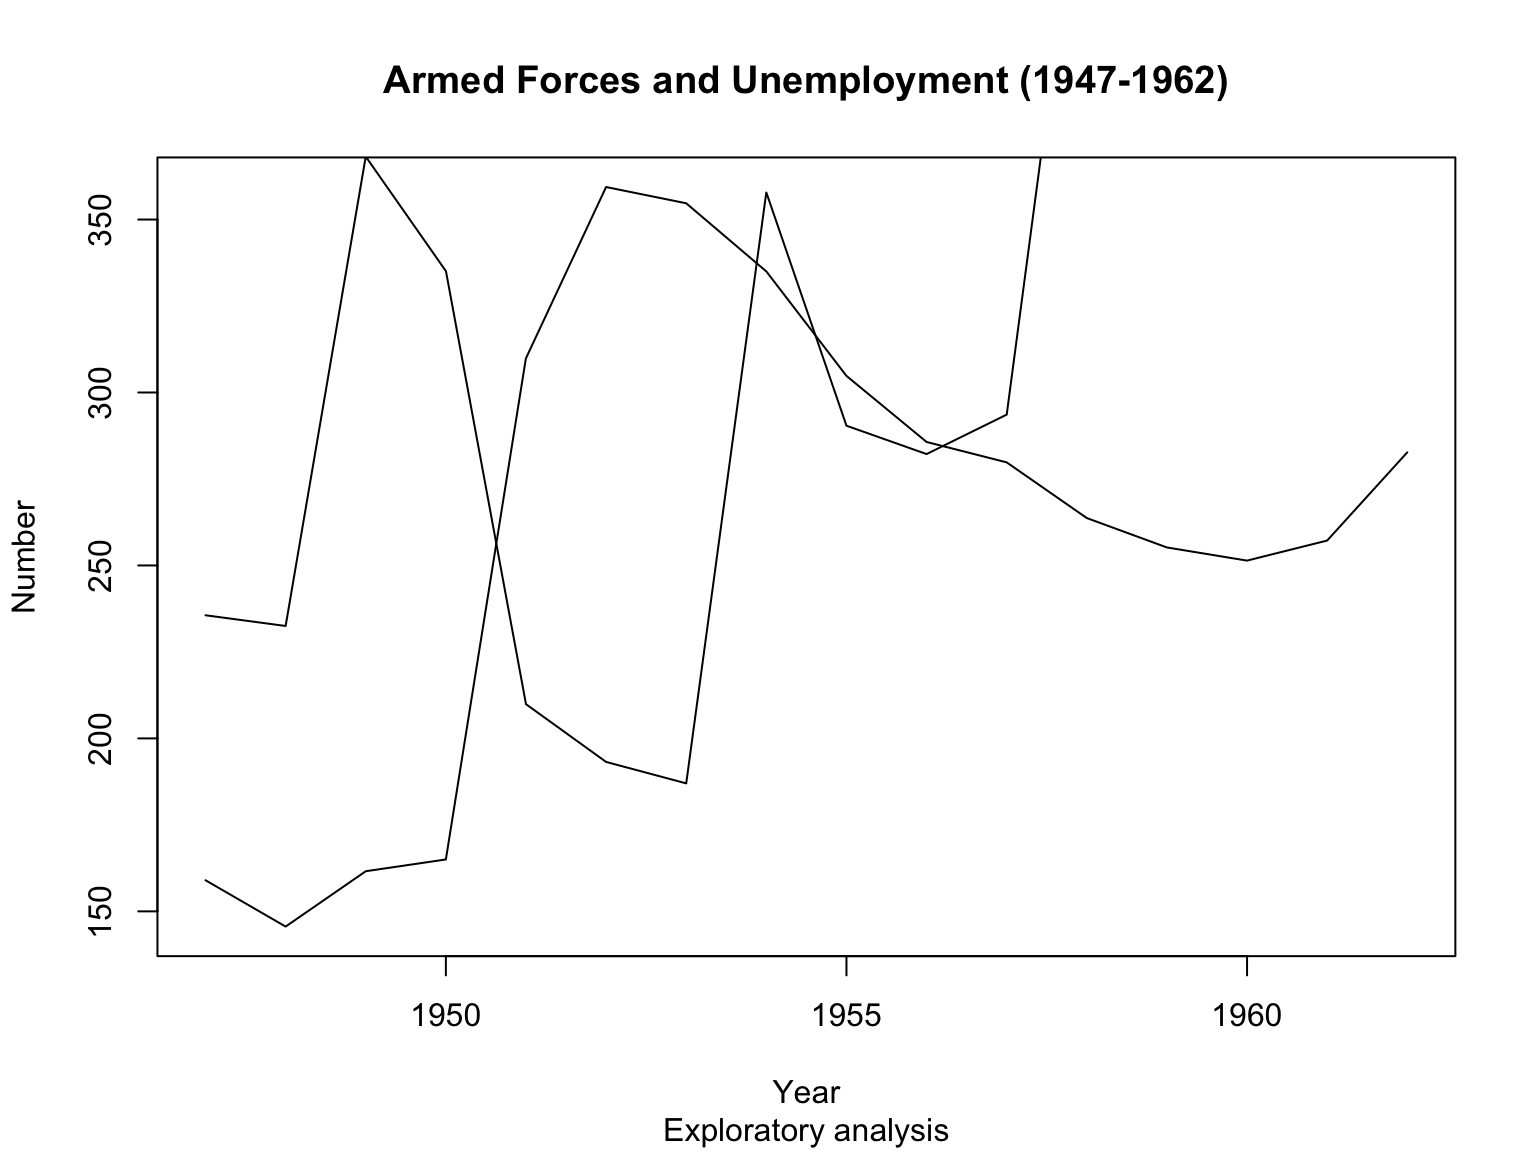 Armed Forces and Unemployment (1947-1962)
350
300
250
200
150
Number
1950 1955 1960
Year
Exploratory analysis